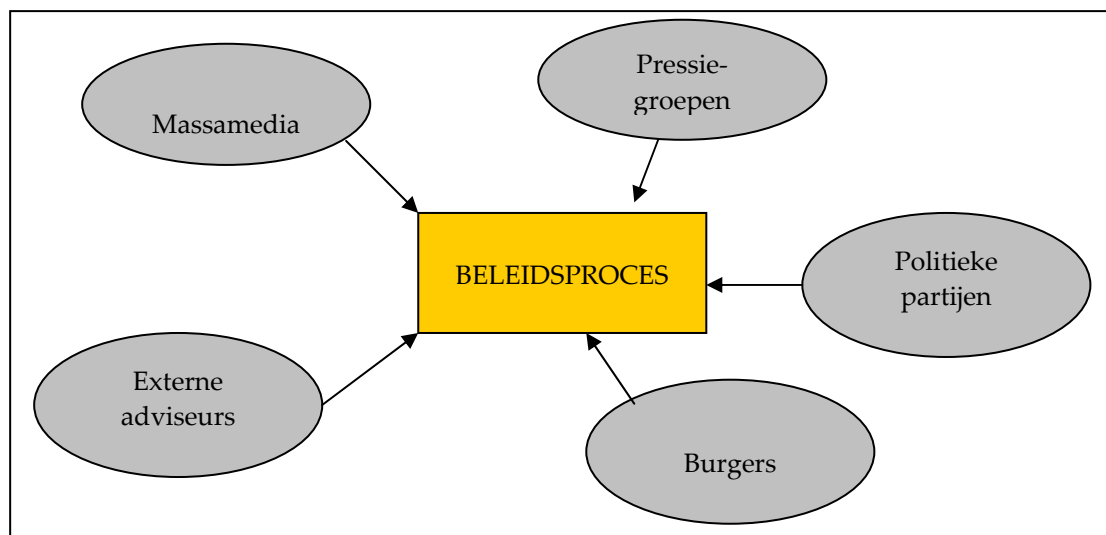 Pressie-
groepen
Massamedia
BELEIDSPROCES
Politieke
partijen
Externe
adviseurs
Burgers